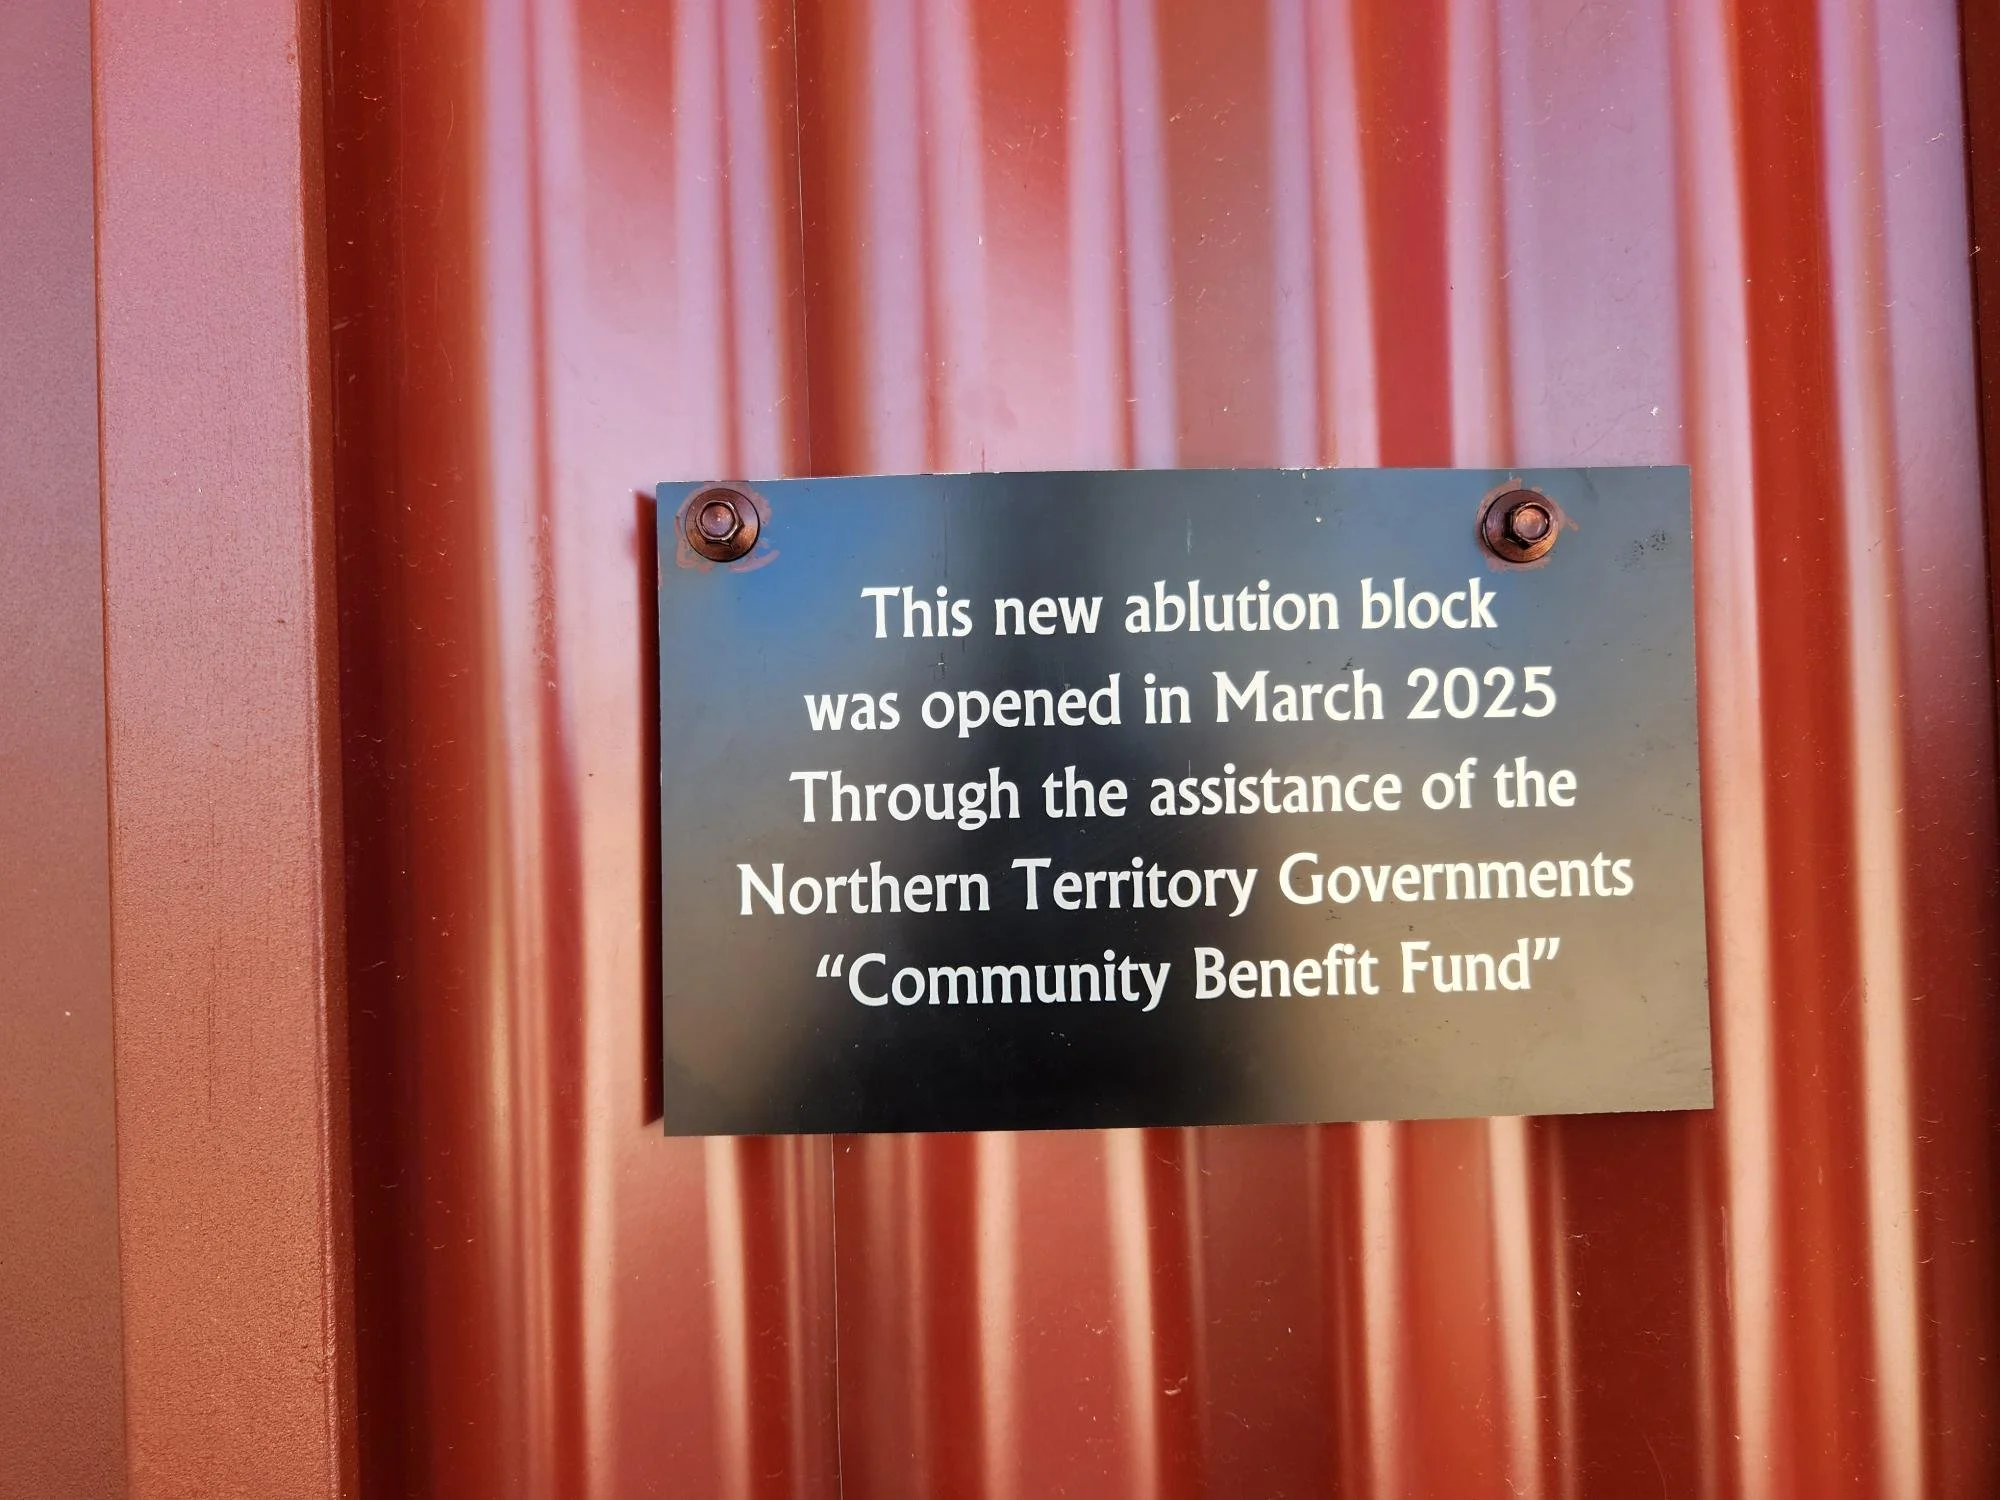 This new ablution block
was opened in March 2025
Through the assistance of the
Northern Territory Governments
“Community Benefit Fund”